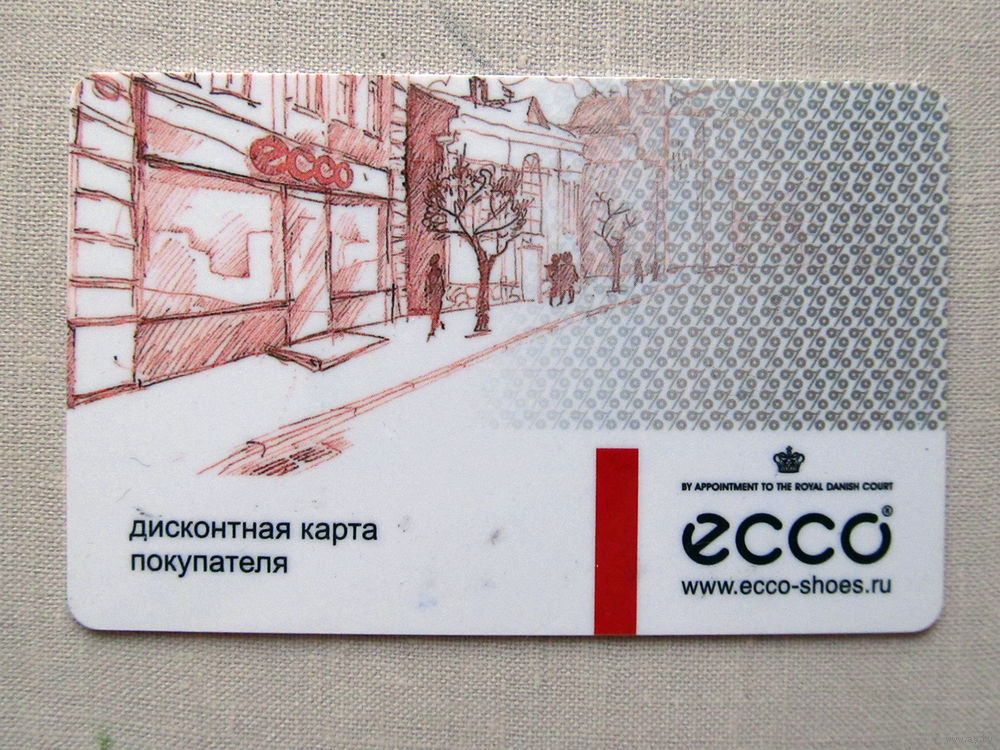 ecco
BY APPOINTMENT TO THE ROYAL DANISH COURT
ecco®
www.ecco-shoes.ru
дисконтная карта
покупателя